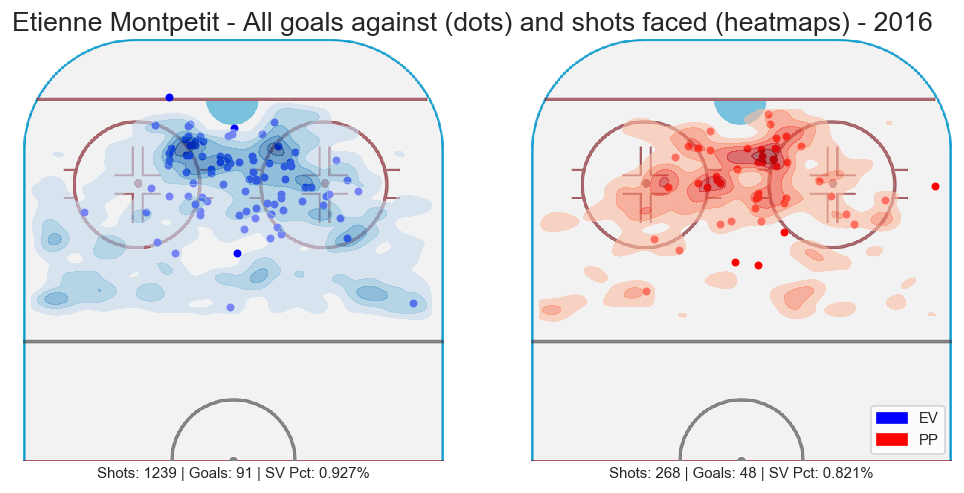 Etienne Montpetit - All goals against (dots) and shots faced (heatmaps) - 2016
EV
PP
Shots: 1239 | Goals: 91 | SV Pct: 0.927%
Shots: 268 | Goals: 48 | SV Pct: 0.821%